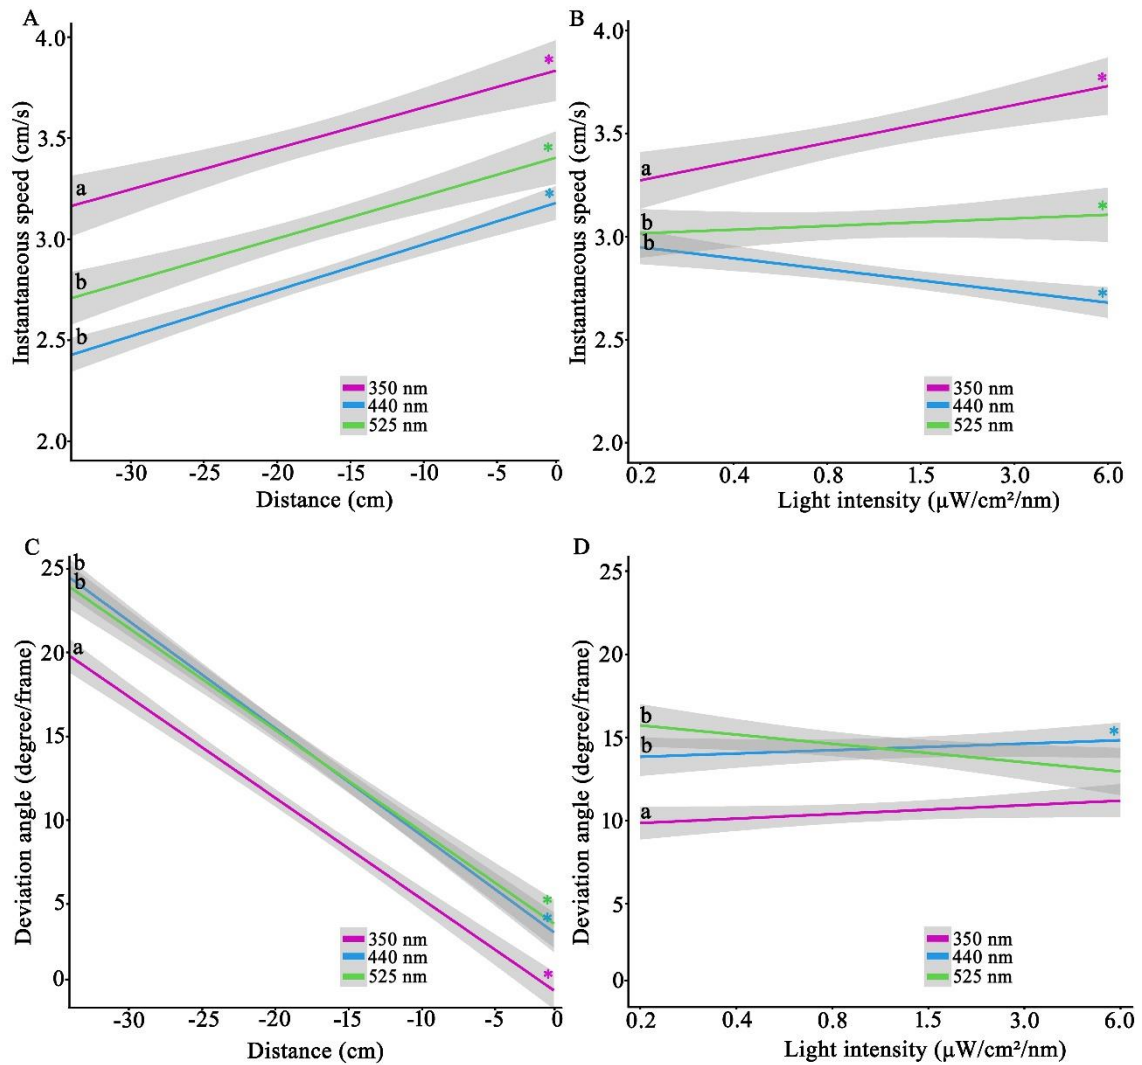 A
Instantaneous speed (cm/s)
4.0
3.5
3.0
2.5
2.0
a
b
b
*
*
*
350 nm
440 nm
525 nm
-30 -25 -20 -15 -10 -5 0
Distance (cm)
B
Instantaneous speed (cm/s)
4.0
3.5
3.0
2.5
2.0
a
b
b
*
*
*
350 nm
440 nm
525 nm
0.2 0.4 0.8 1.5 3.0 6.0
Light intensity (μW/cm²/nm)
C
Deviation angle (degree/frame)
25
20
15
10
5
0
b
b
a
*
*
*
350 nm
440 nm
525 nm
-30 -25 -20 -15 -10 -5 0
Distance (cm)
D
Deviation angle (degree/frame)
25
20
15
10
5
0
b
b
a
*
350 nm
440 nm
525 nm
0.2 0.4 0.8 1.5 3.0 6.0
Light intensity (μW/cm²/nm)